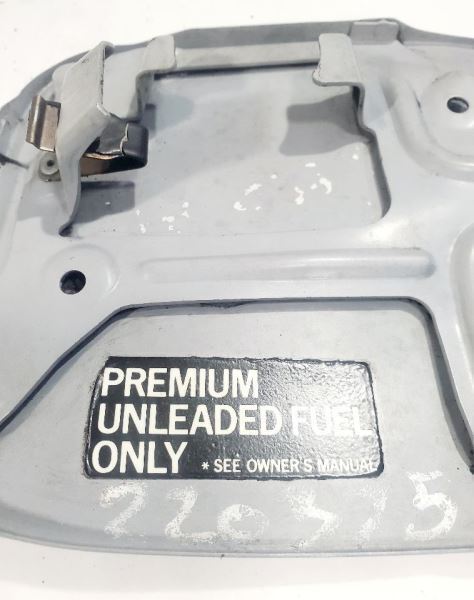 PREMIUM
UNLEADED FUEL
ONLY * SEE OWNER'S MANUAL
220375